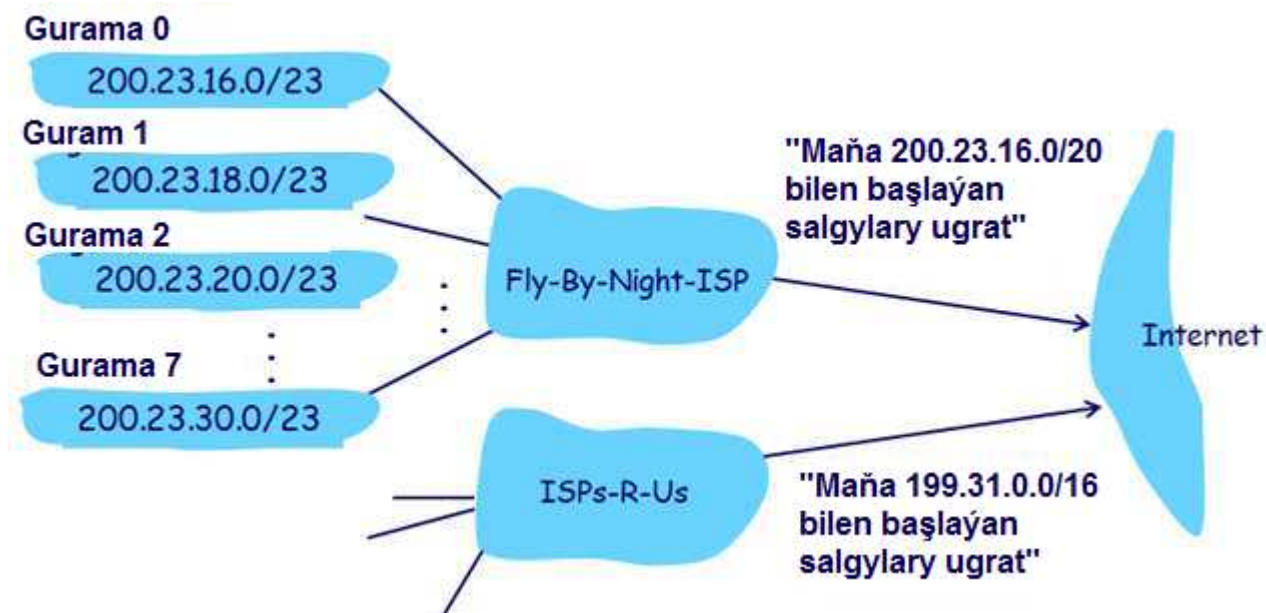 Gurama 0
200.23.16.0/23
Guram 1
200.23.18.0/23
Gurama 2
200.23.20.0/23
Gurama 7
200.23.30.0/23
Fly-By-Night-ISP
"Maňa 200.23.16.0/20
bilen başlaýan
salgylary ugrat"
Internet
ISPs-R-Us
"Maňa 199.31.0.0/16
bilen başlaýan
salgylary ugrat"